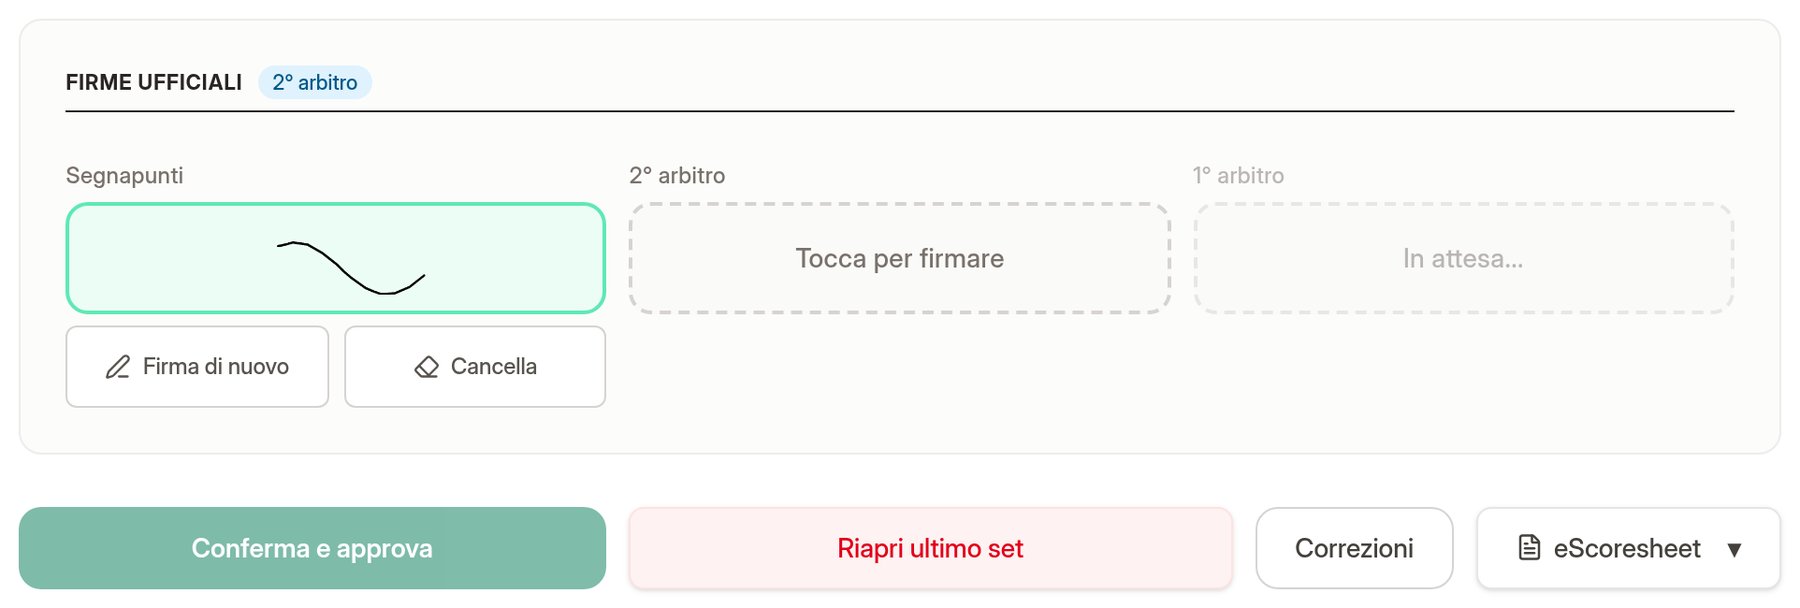 FIRME UFFICIALI 2° arbitro
Segnapunti 2° arbitro 1° arbitro
Tocca per firmare In attesa...
Firma di nuovo Cancella
Conferma e approva Riapri ultimo set Correzioni eScoresheet ▼